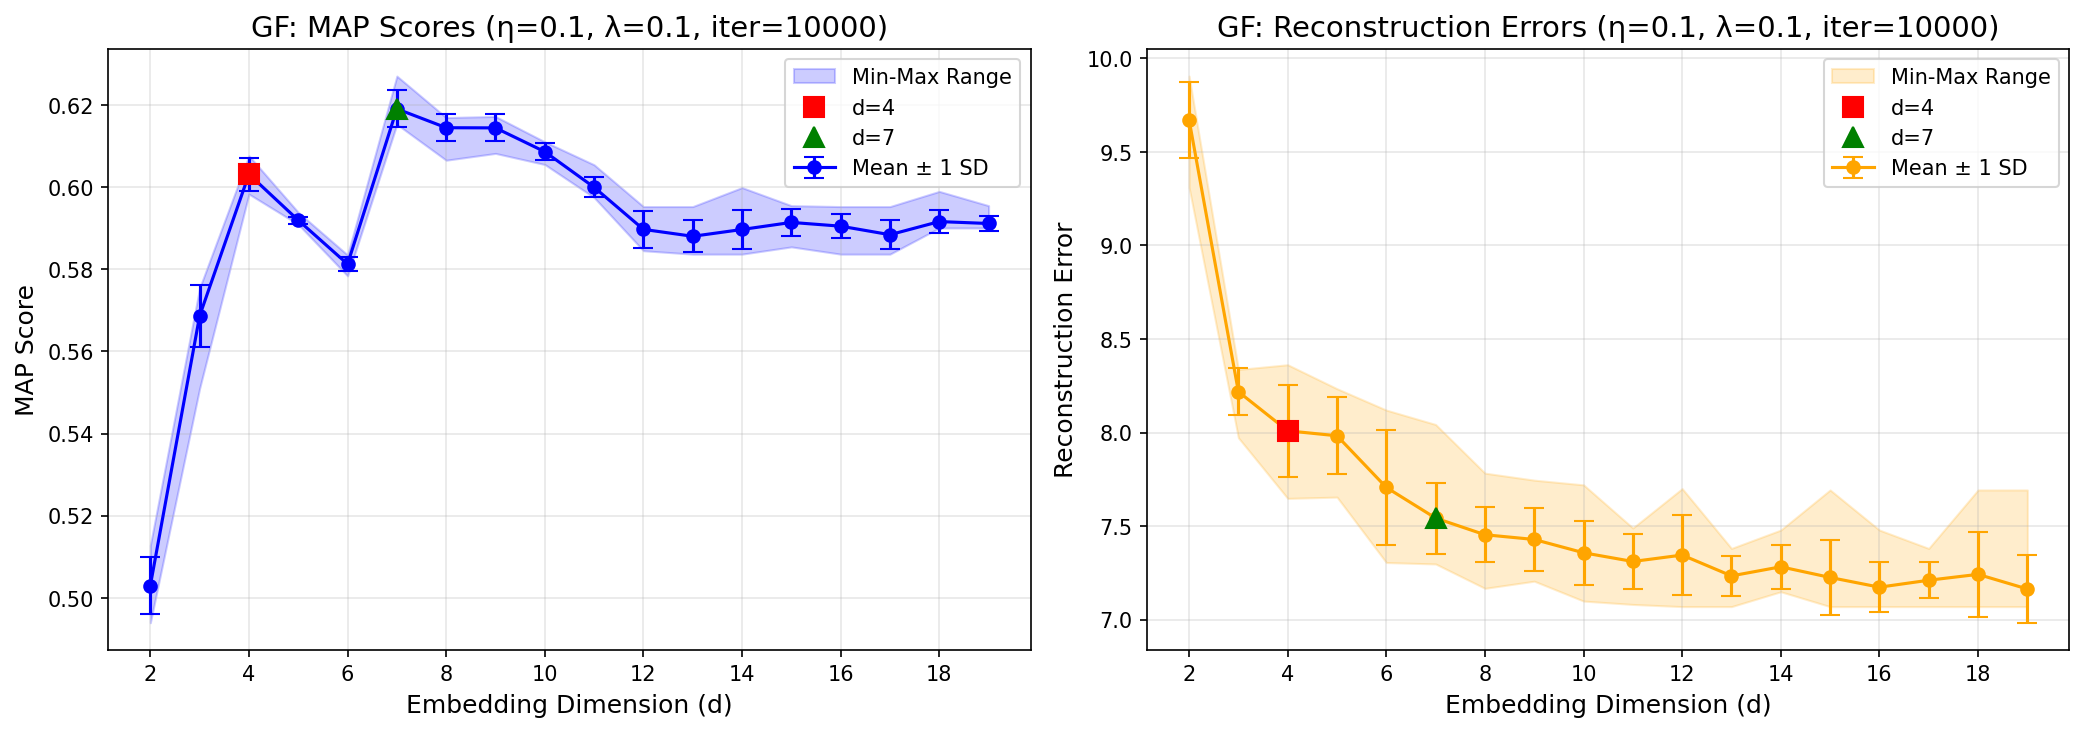 GF: MAP Scores (η=0.1, λ=0.1, iter=10000)
MAP Score
0.62
0.60
0.58
0.56
0.54
0.52
0.50
Min-Max Range
d=4
d=7
Mean ± 1 SD
2 4 6 8 10 12 14 16 18
Embedding Dimension (d)
GF: Reconstruction Errors (η=0.1, λ=0.1, iter=10000)
Reconstruction Error
10.0
9.5
9.0
8.5
8.0
7.5
7.0
Min-Max Range
d=4
d=7
Mean ± 1 SD
2 4 6 8 10 12 14 16 18
Embedding Dimension (d)